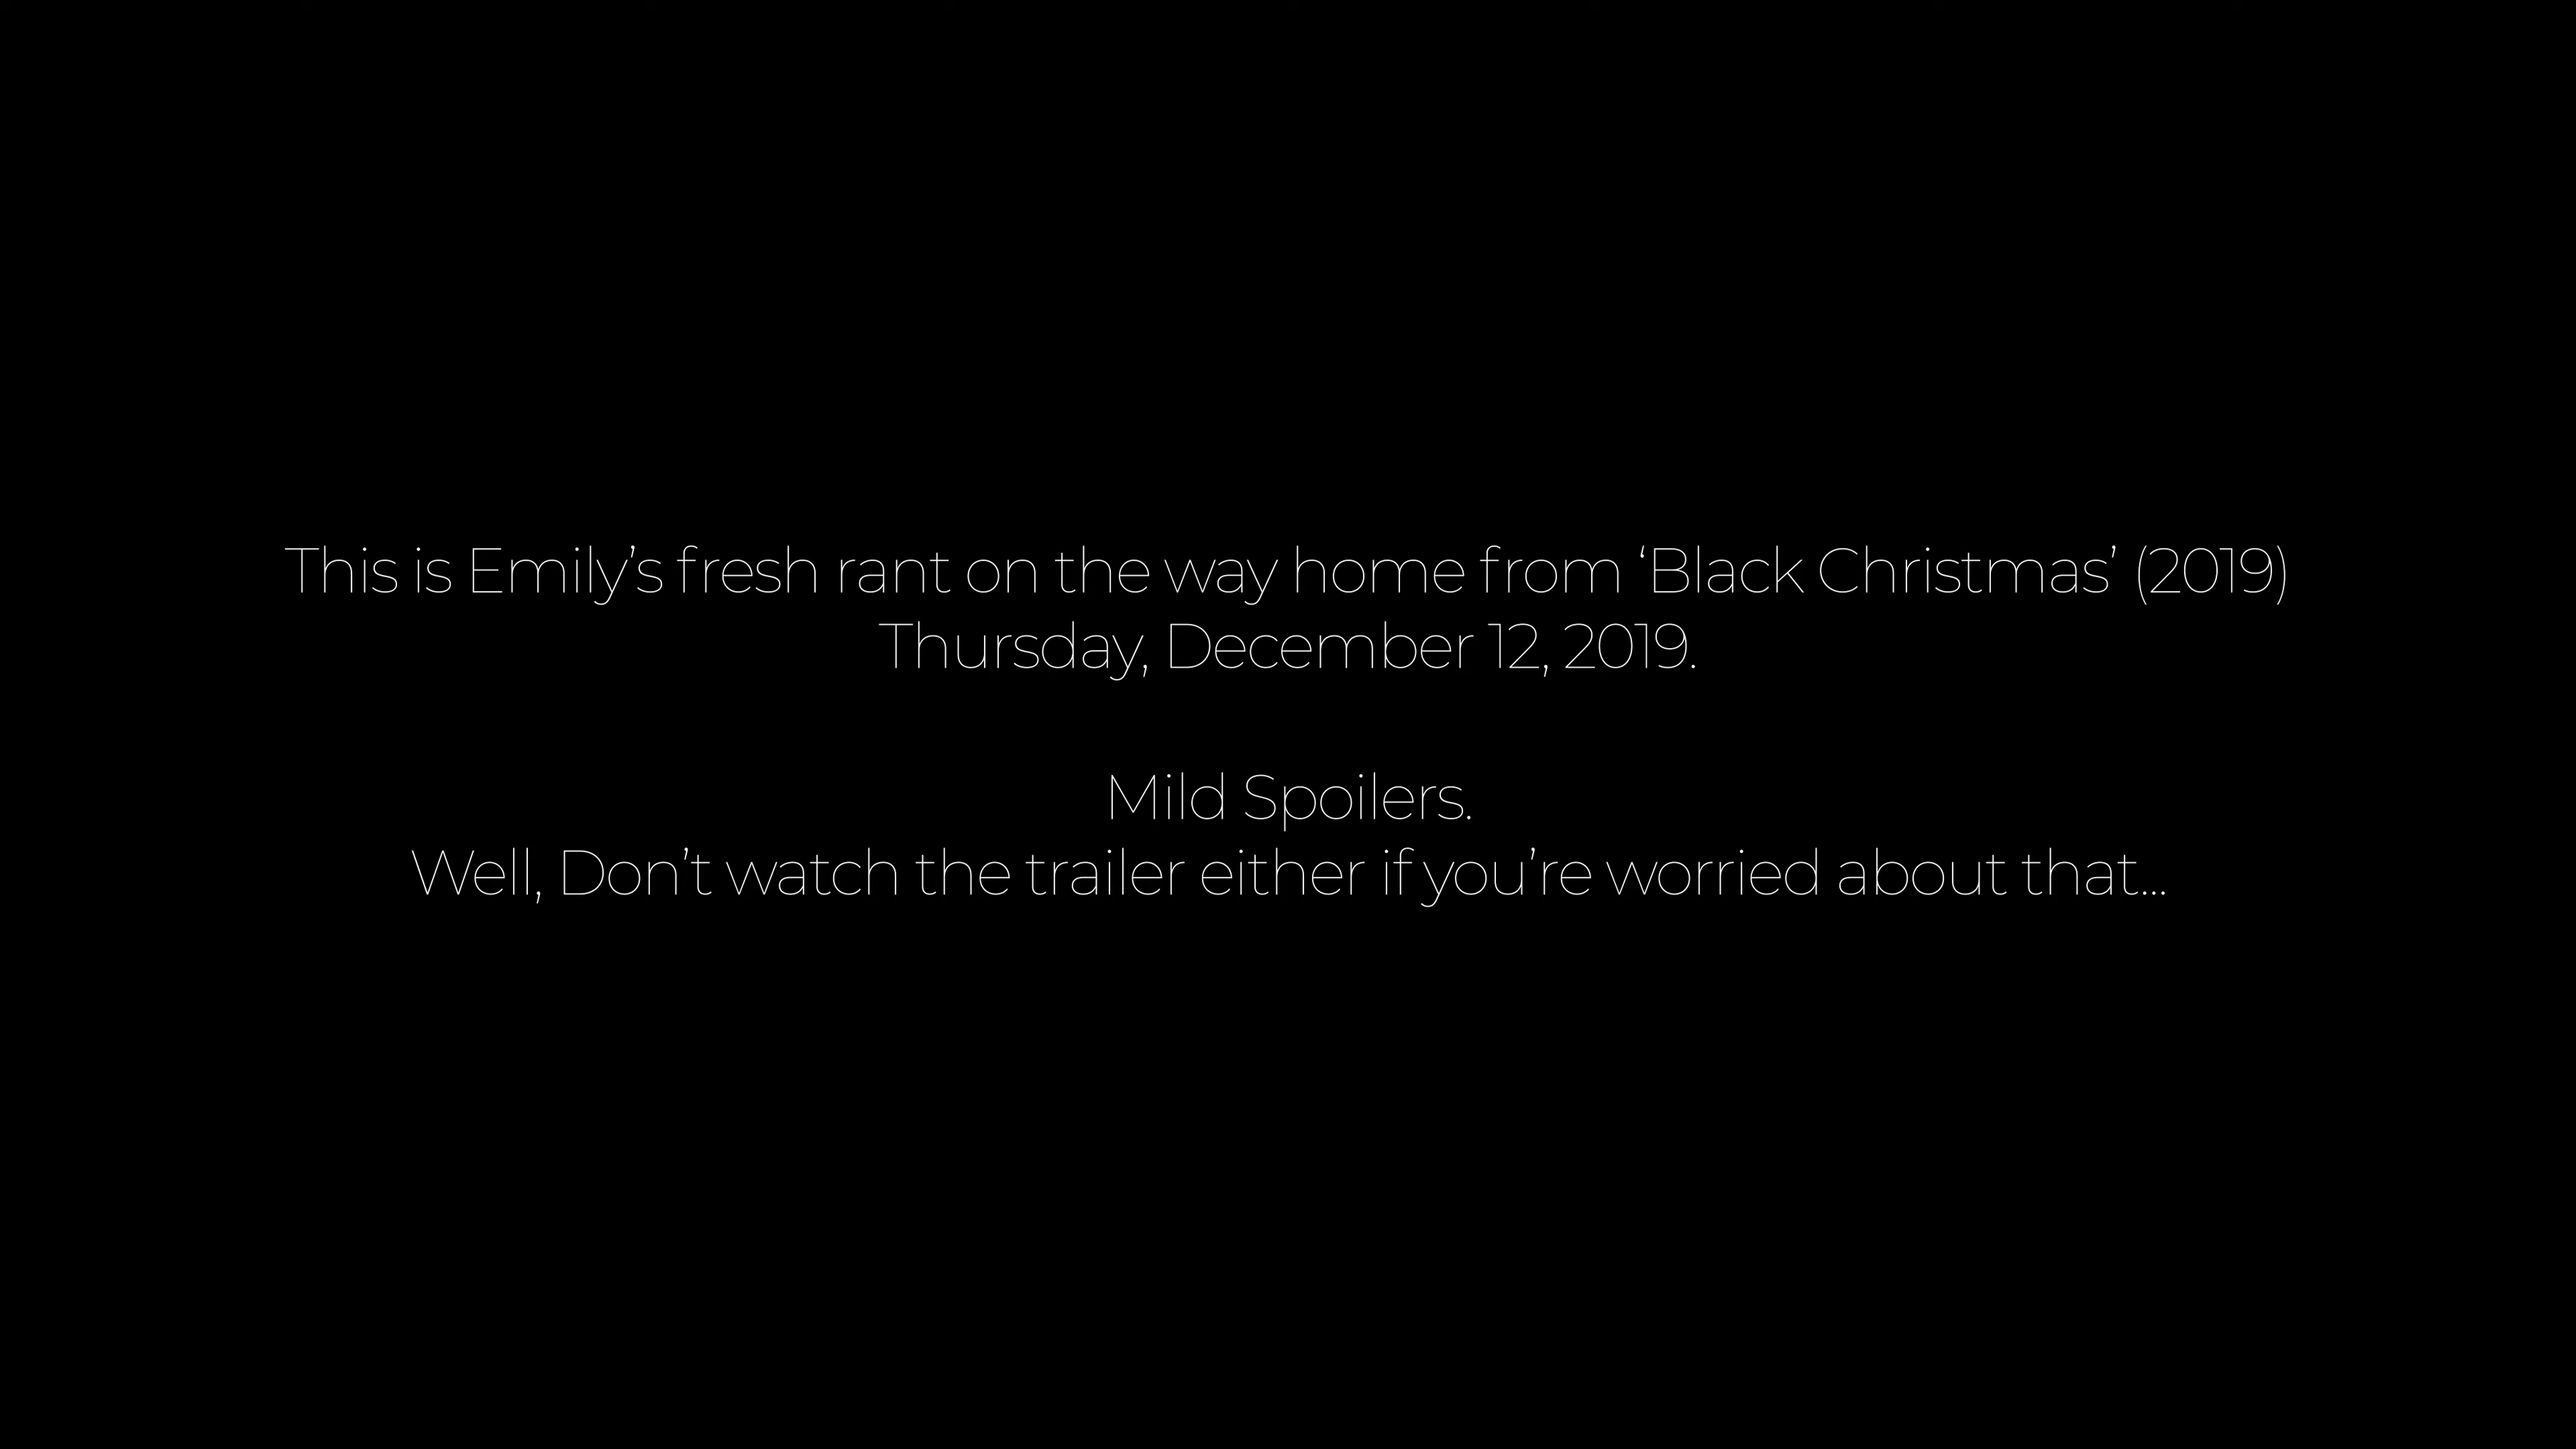 This is Emily’s fresh rant on the way home from ‘Black Christmas’ (2019)
Thursday, December 12, 2019.
Mild Spoilers.
Well, Don’t watch the trailer either if you’re worried about that...